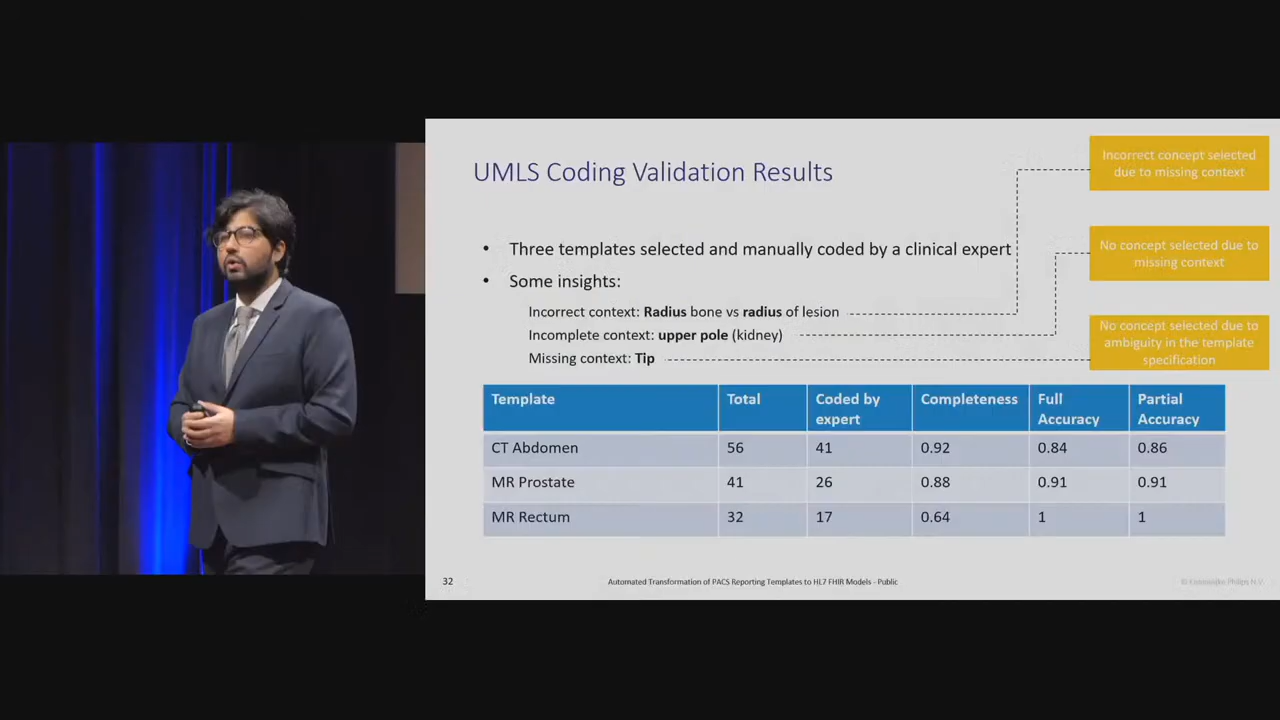 UMLS Coding Validation Results
• Three templates selected and manually coded by a clinical expert
• Some insights:
Incorrect context: Radius bone vs radius of lesion
Incomplete context: upper pole (kidney)
Missing context: Tip
Incorrect concept selected
due to missing context
No concept selected due to
missing context
No concept selected due to
ambiguity in the template
specification
Template Total Coded by expert Completeness Full Accuracy Partial Accuracy
CT Abdomen 56 41 0.92 0.84 0.86
MR Prostate 41 26 0.88 0.91 0.91
MR Rectum 32 17 0.64 1 1
32
Automated Transformation of PACS Reporting Templates to HL7 FHIR Models - Public
© Koninklijke Philips N.V.